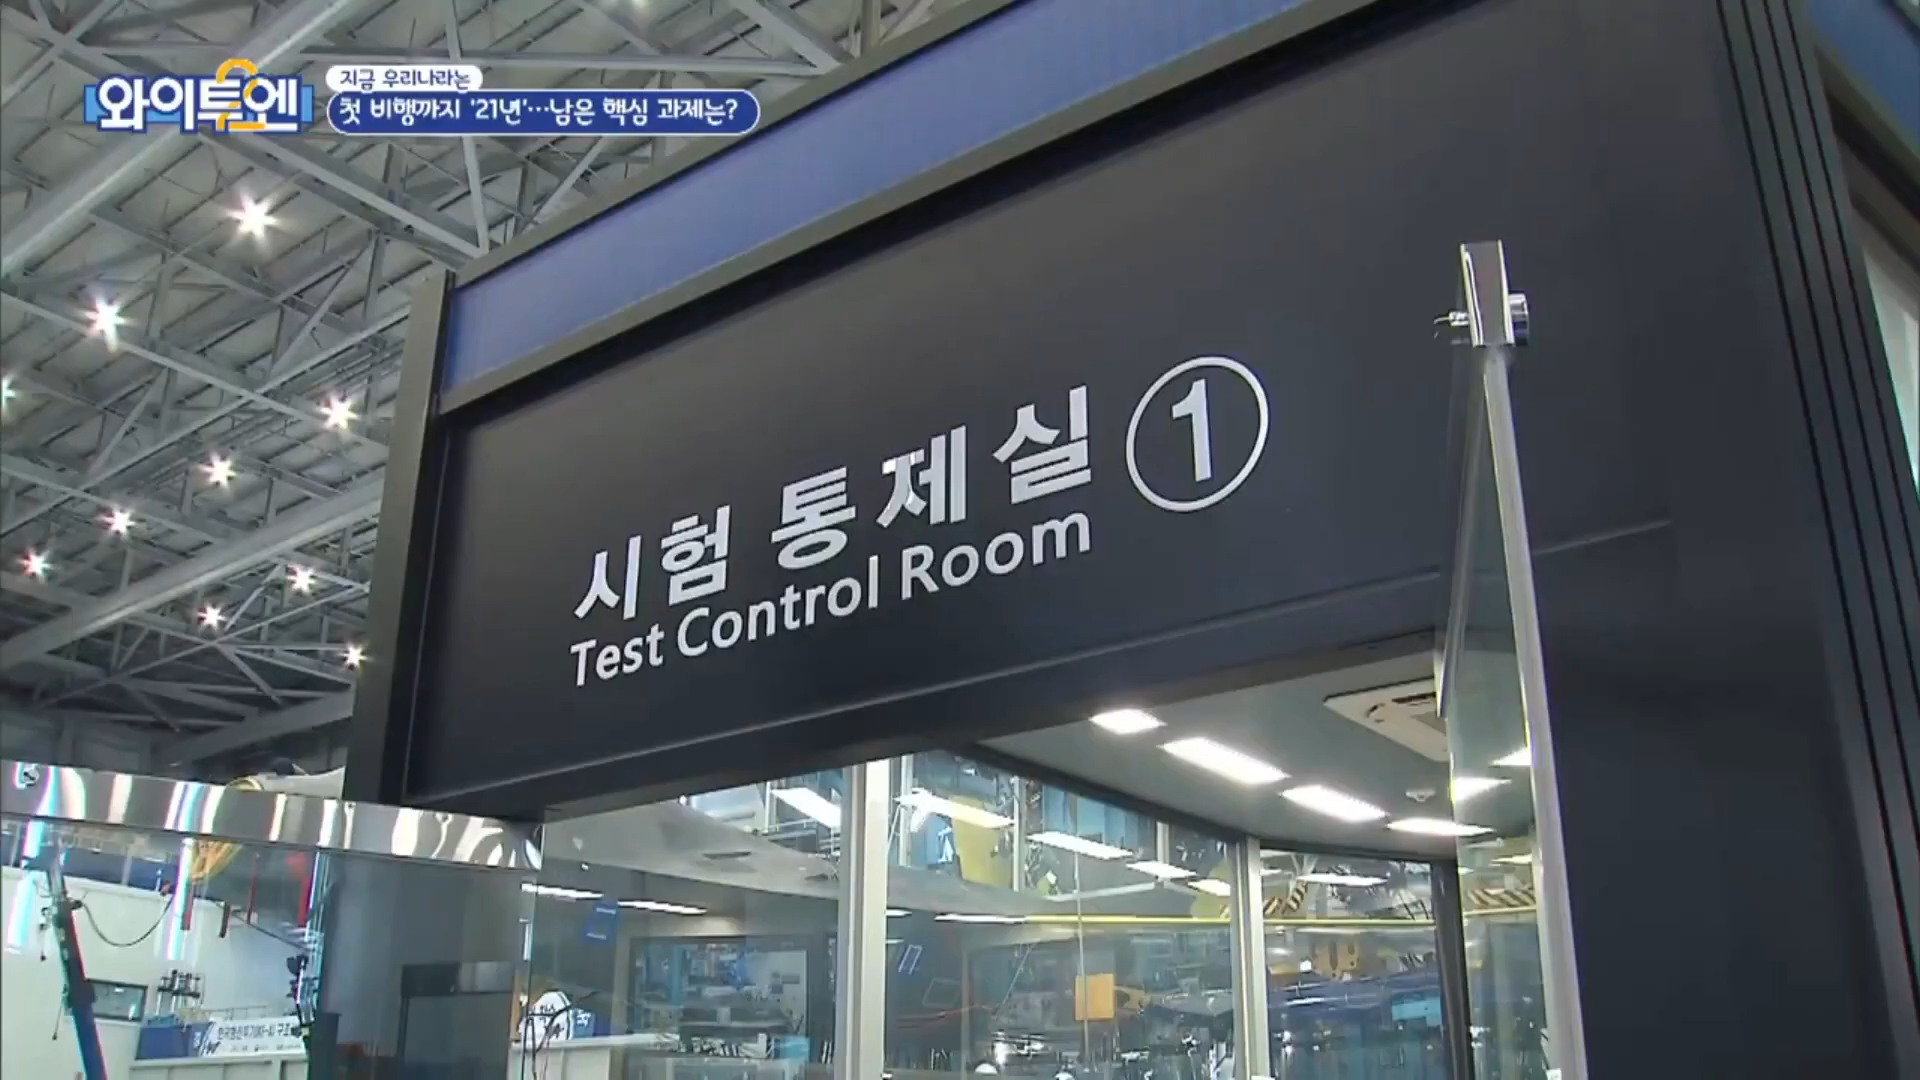 와이투엔
지금 우리나라는
첫 비행까지 '21년'…남은 핵심 과제는?
시험 통제실 ①
Test Control Room